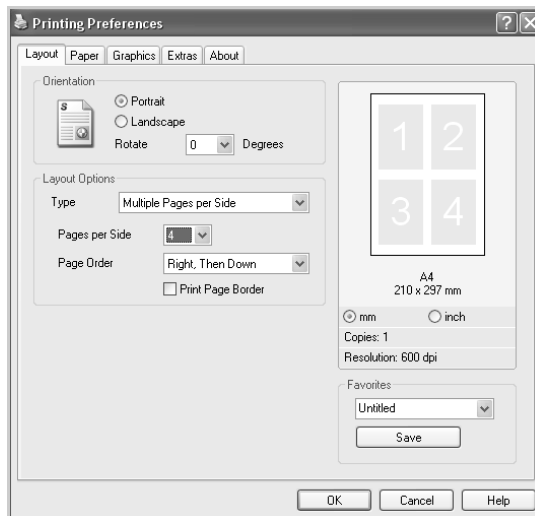 Printing Preferences
Layout Paper Graphics Extras About
Orientation
S
Portrait
Landscape
Rotate 0 Degrees
Layout Options
Type Multiple Pages per Side
Pages per Side 4
Page Order Right, Then Down
Print Page Border
1 2
3 4
A4
210 x 297 mm
mm inch
Copies: 1
Resolution: 600 dpi
Favorites
Untitled
Save
OK Cancel Help